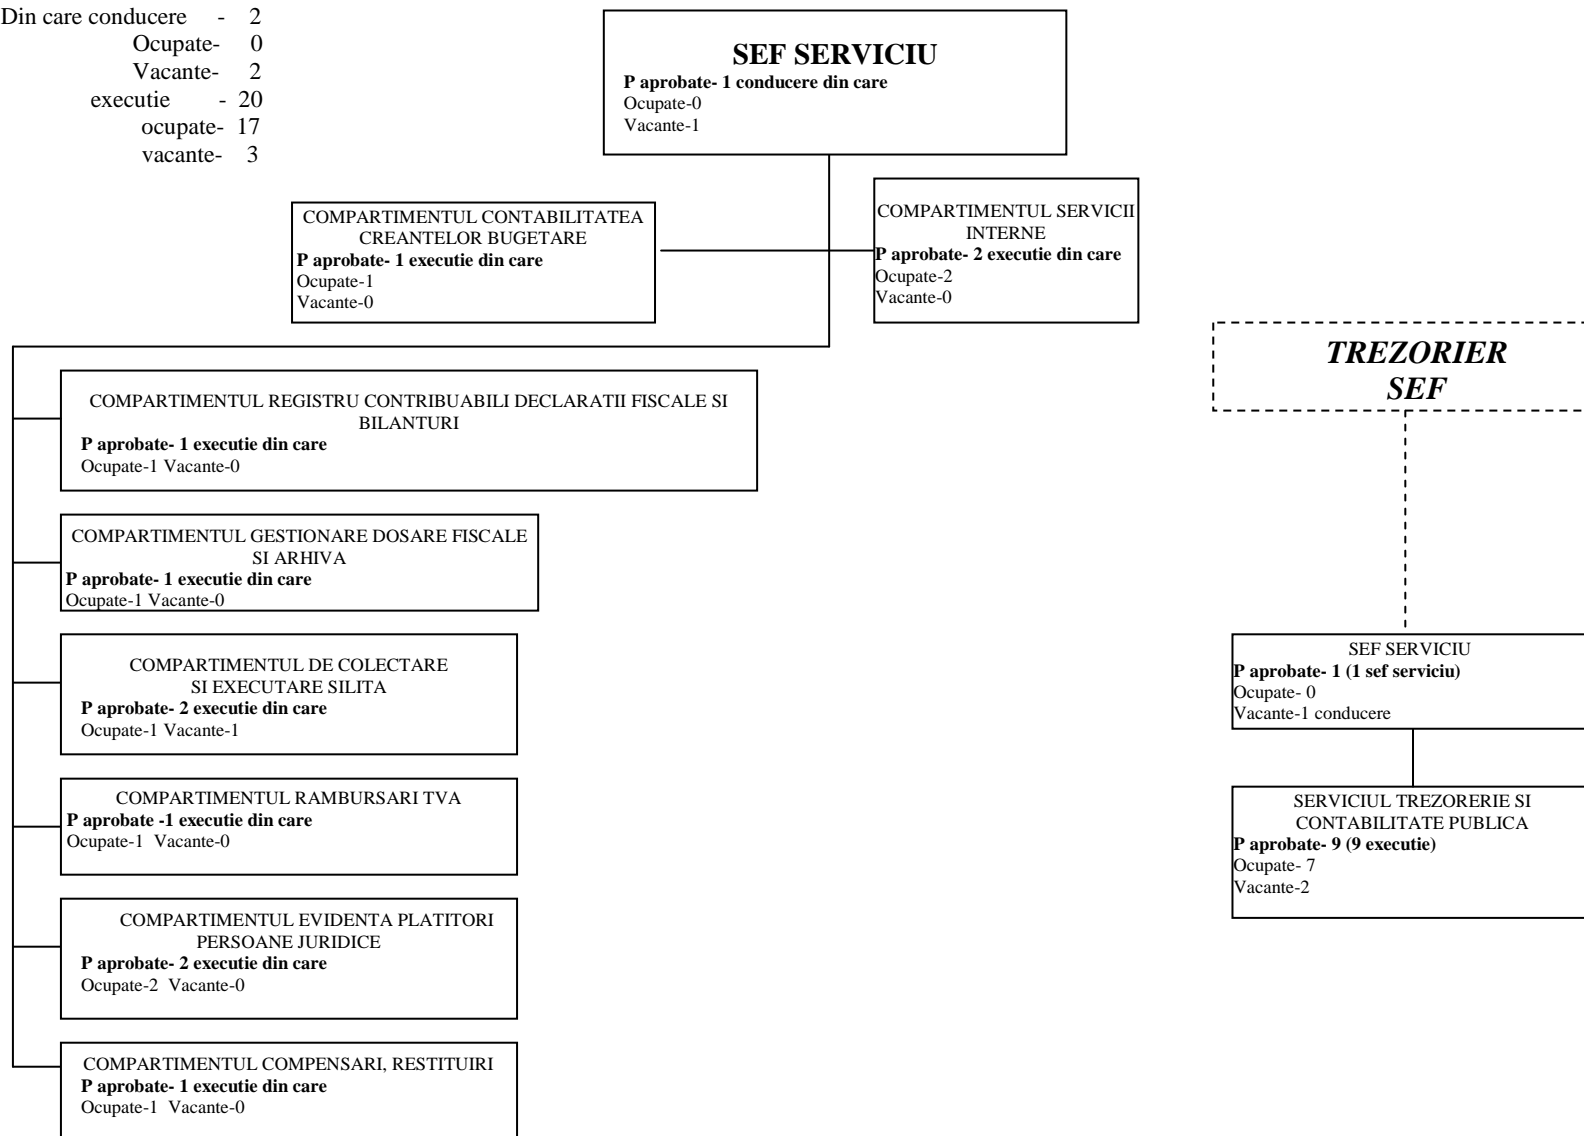 Din care conducere - 2
Ocupate- 0
Vacante- 2
executie - 20
ocupate- 17
vacante- 3
SEF SERVICIU
P aprobate- 1 conducere din care
Ocupate-0
Vacante-1
COMPARTIMENTUL CONTABILITATEA
CREANTELOR BUGETARE
P aprobate- 1 executie din care
Ocupate-1
Vacante-0
COMPARTIMENTUL SERVICII
INTERNE
P aprobate- 2 executie din care
Ocupate-2
Vacante-0
TREZORIER
SEF
COMPARTIMENTUL REGISTRU CONTRIBUABILI DECLARATII FISCALE SI
BILANTURI
P aprobate- 1 executie din care
Ocupate-1 Vacante-0
COMPARTIMENTUL GESTIONARE DOSARE FISCALE
SI ARHIVA
P aprobate- 1 executie din care
Ocupate-1 Vacante-0
COMPARTIMENTUL DE COLECTARE
SI EXECUTARE SILITA
P aprobate- 2 executie din care
Ocupate-1 Vacante-1
SEF SERVICIU
P aprobate- 1 (1 sef serviciu)
Ocupate- 0
Vacante-1 conducere
COMPARTIMENTUL RAMBURSARI TVA
P aprobate -1 executie din care
Ocupate-1 Vacante-0
SERVICIUL TREZORERIE SI
CONTABILITATE PUBLICA
P aprobate- 9 (9 executie)
Ocupate- 7
Vacante-2
COMPARTIMENTUL EVIDENTA PLATITORI
PERSOANE JURIDICE
P aprobate- 2 executie din care
Ocupate-2 Vacante-0
COMPARTIMENTUL COMPENSARI, RESTITUIRI
P aprobate- 1 executie din care
Ocupate-1 Vacante-0